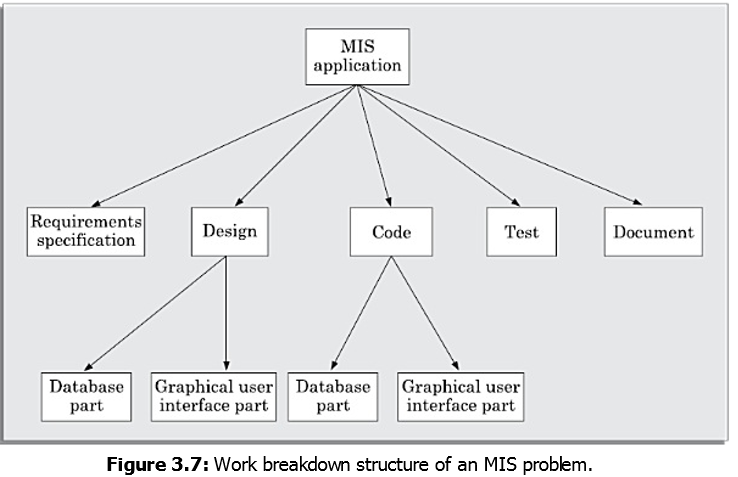 MIS
application
Requirements
specification
Design
Code
Test
Document
Database
part
Graphical user
interface part
Database
part
Graphical user
interface part
Figure 3.7: Work breakdown structure of an MIS problem.